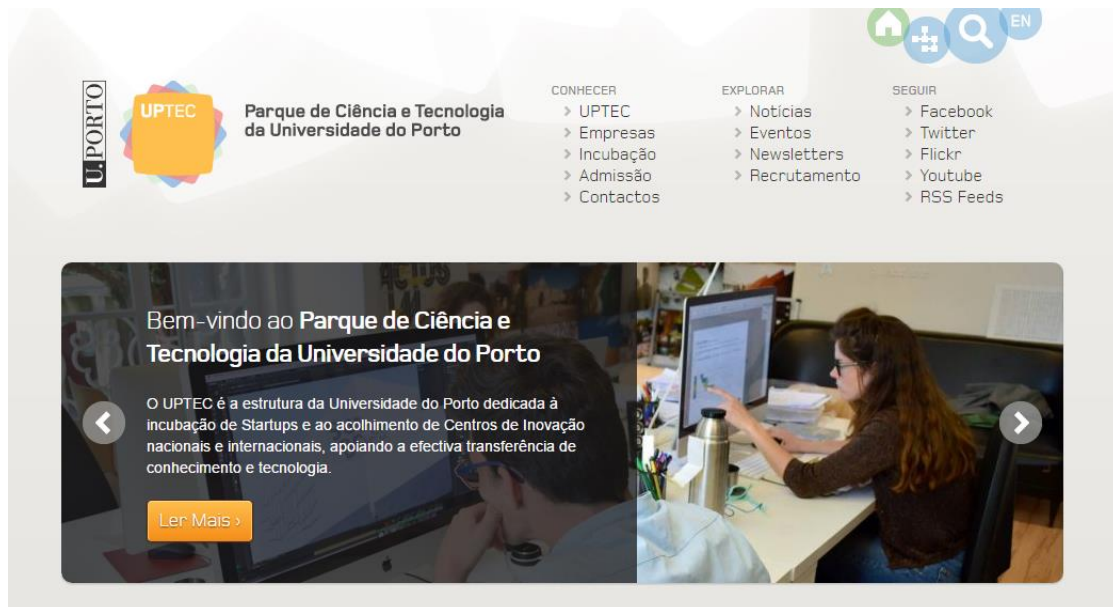 EN
U.PORTO
UPTEC
Parque de Ciência e Tecnologia
da Universidade do Porto
CONHECER
> UPTEC
> Empresas
> Incubação
> Admissão
> Contactos
EXPLORAR
> Notícias
> Eventos
> Newsletters
> Recrutamento
SEGUIR
> Facebook
> Twitter
> Flickr
> Youtube
> RSS Feeds
Bem-vindo ao Parque de Ciência e
Tecnologia da Universidade do Porto
O UPTEC é a estrutura da Universidade do Porto dedicada à
incubação de Startups e ao acolhimento de Centros de Inovação
nacionais e internacionais, apoiando a efectiva transferência de
conhecimento e tecnologia.
Ler Mais ›